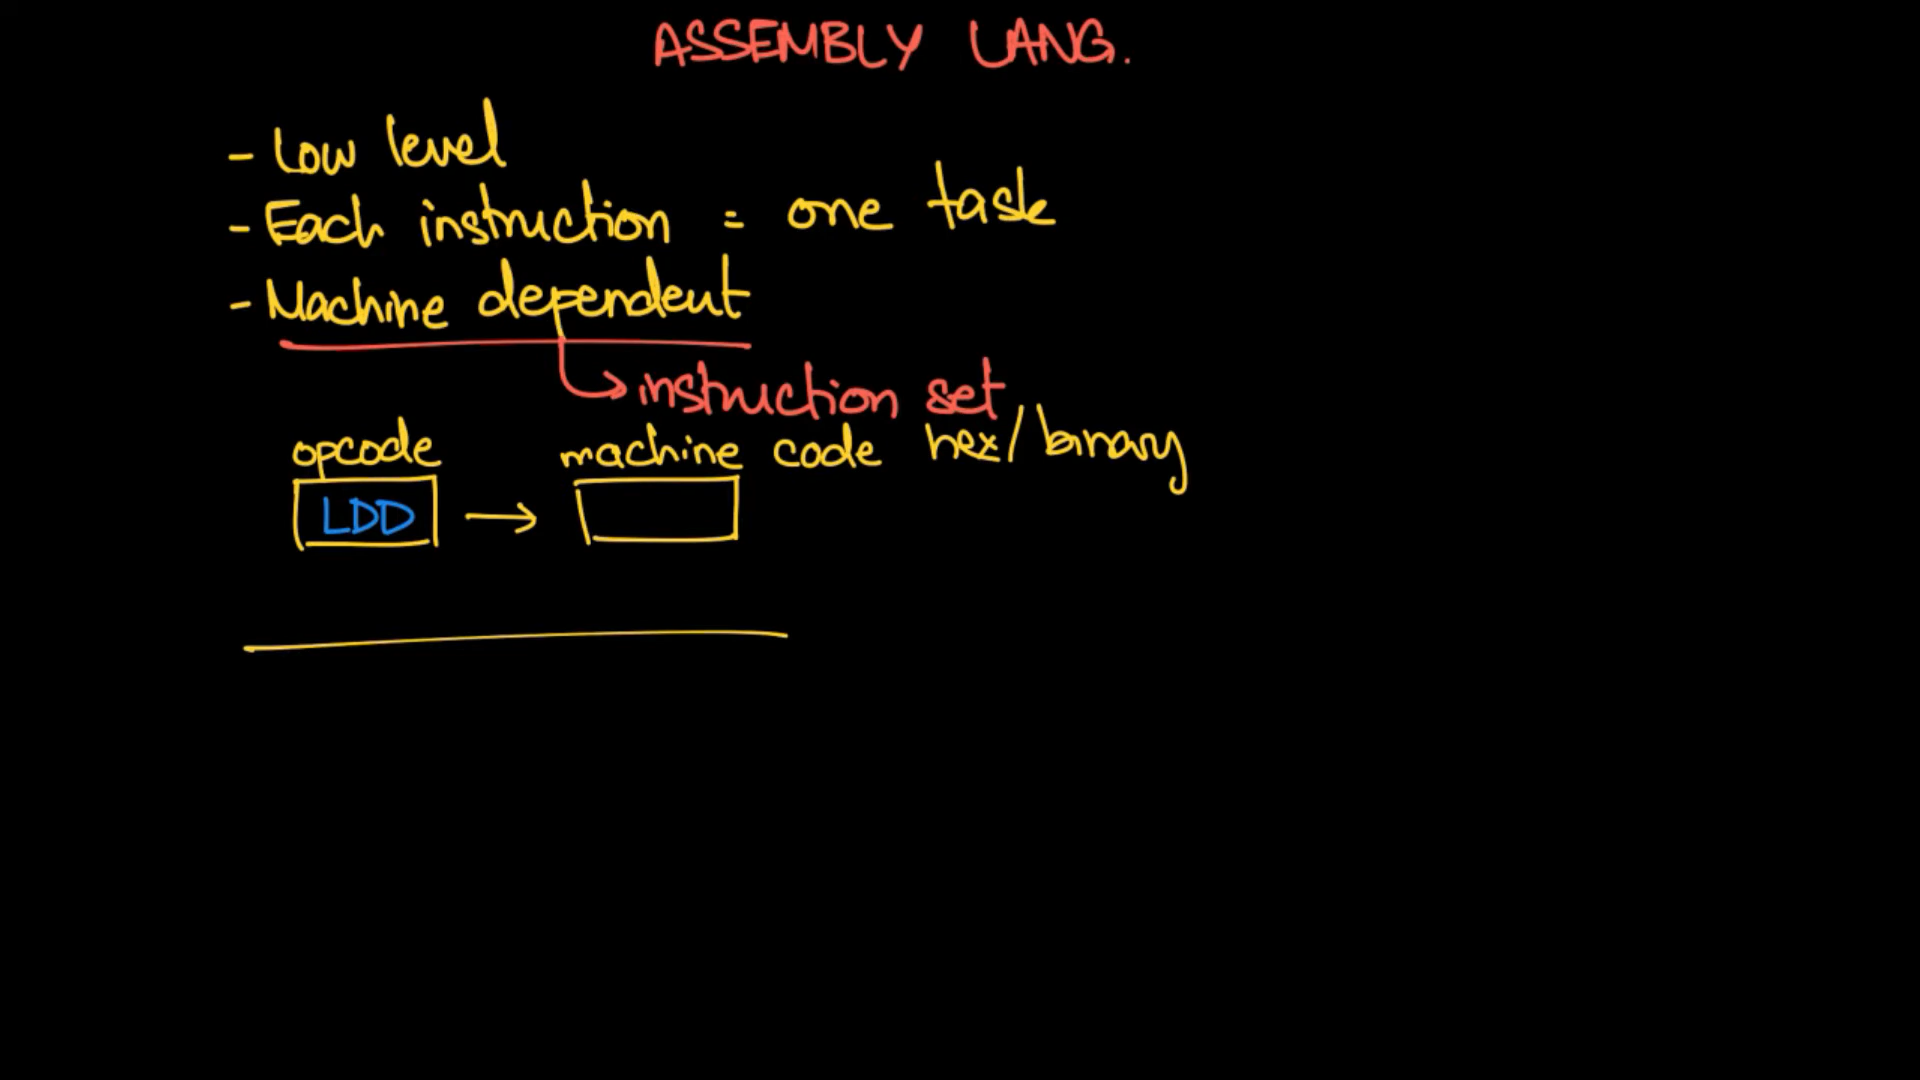 ASSEMBLY LANG.
- Low level
- Each instruction = one task
- Machine dependent
instruction set
opcode machine code hex/binary
LDD